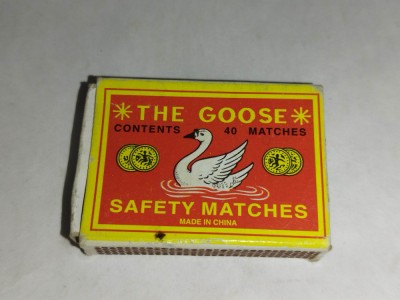 THE GOOSE
CONTENTS 40 MATCHES
SAFETY MATCHES
MADE IN CHINA